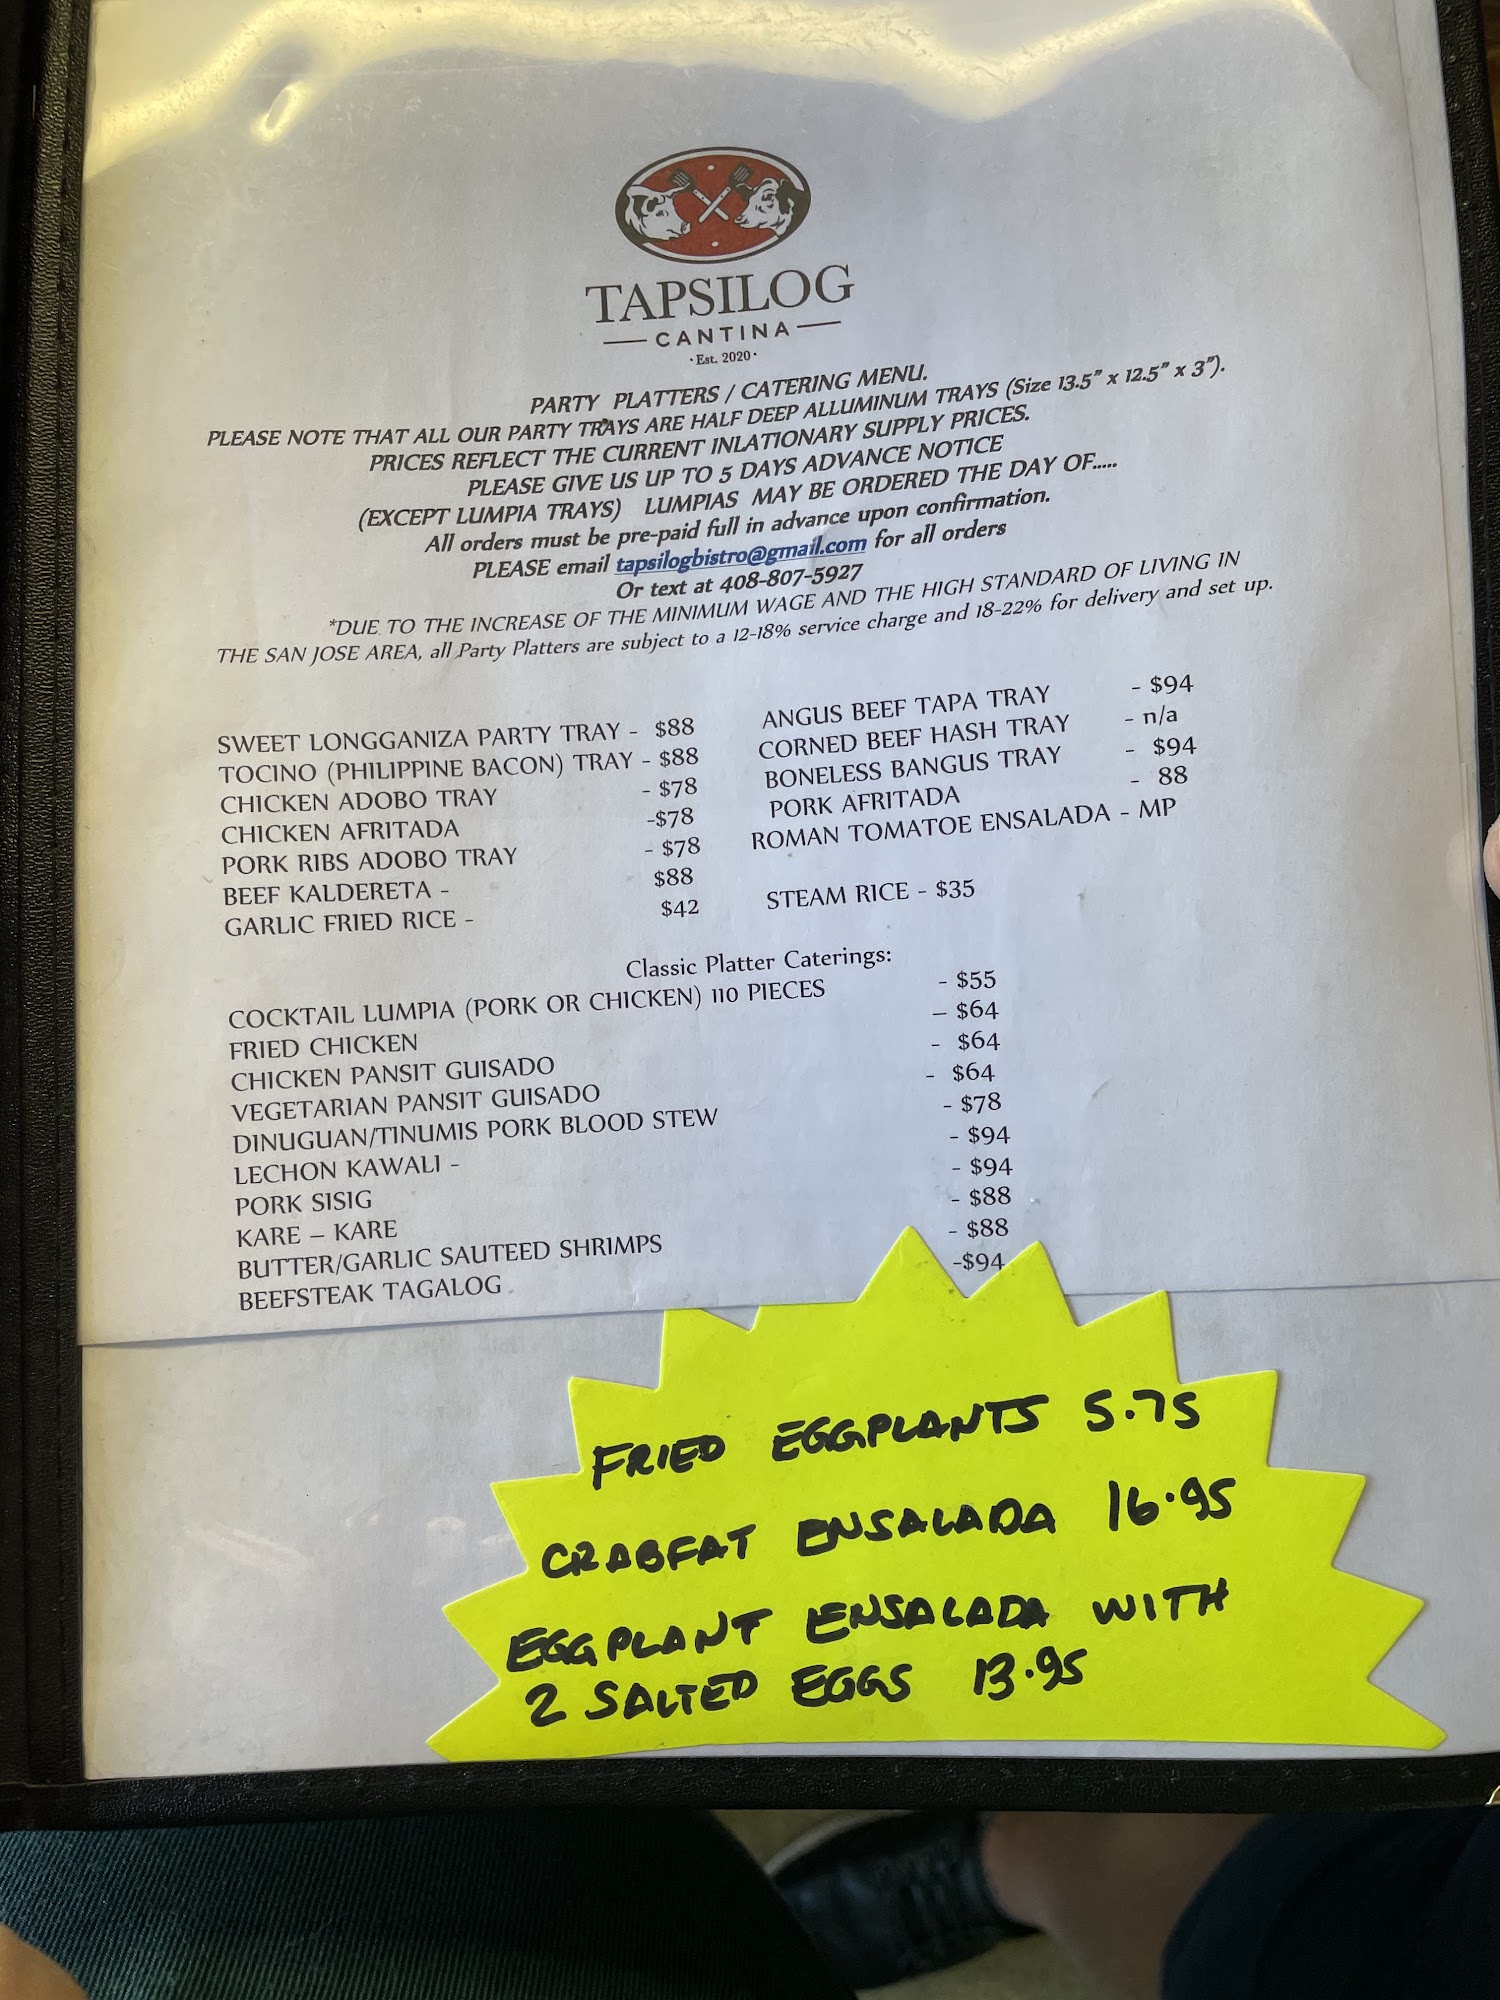 TAPSILOG
CANTINA
· Est. 2020 ·
PARTY PLATTERS / CATERING MENU.
PLEASE NOTE THAT ALL OUR PARTY TRAYS ARE HALF DEEP ALLUMINUM TRAYS (Size 13.5" x 12.5" x 3").
PRICES REFLECT THE CURRENT INLATIONARY SUPPLY PRICES.
PLEASE GIVE US UP TO 5 DAYS ADVANCE NOTICE
(EXCEPT LUMPIA TRAYS) LUMPIAS MAY BE ORDERED THE DAY OF.....
All orders must be pre-paid full in advance upon confirmation.
PLEASE email tapsilogbistro@gmail.com for all orders
Or text at 408-807-5927
*DUE TO THE INCREASE OF THE MINIMUM WAGE AND THE HIGH STANDARD OF LIVING IN
THE SAN JOSE AREA, all Party Platters are subject to a 12-18% service charge and 18-22% for delivery and set up.
SWEET LONGGANIZA PARTY TRAY - $88
TOCINO (PHILIPPINE BACON) TRAY - $88
CHICKEN ADOBO TRAY - $78
CHICKEN AFRITADA -$78
PORK RIBS ADOBO TRAY - $78
BEEF KALDERETA - $88
GARLIC FRIED RICE - $42
ANGUS BEEF TAPA TRAY - $94
CORNED BEEF HASH TRAY - n/a
BONELESS BANGUS TRAY - $94
PORK AFRITADA - 88
ROMAN TOMATOE ENSALADA - MP
STEAM RICE - $35
Classic Platter Caterings:
COCKTAIL LUMPIA (PORK OR CHICKEN) 110 PIECES - $55
FRIED CHICKEN – $64
CHICKEN PANSIT GUISADO - $64
VEGETARIAN PANSIT GUISADO - $64
DINUGUAN/TINUMIS PORK BLOOD STEW - $78
LECHON KAWALI - - $94
PORK SISIG - $94
KARE – KARE - $88
BUTTER/GARLIC SAUTEED SHRIMPS - $88
BEEFSTEAK TAGALOG -$94
FRIED EGGPLANTS 5.75
CRABFAT ENSALADA 16.95
EGGPLANT ENSALADA WITH
2 SALTED EGGS 13.95